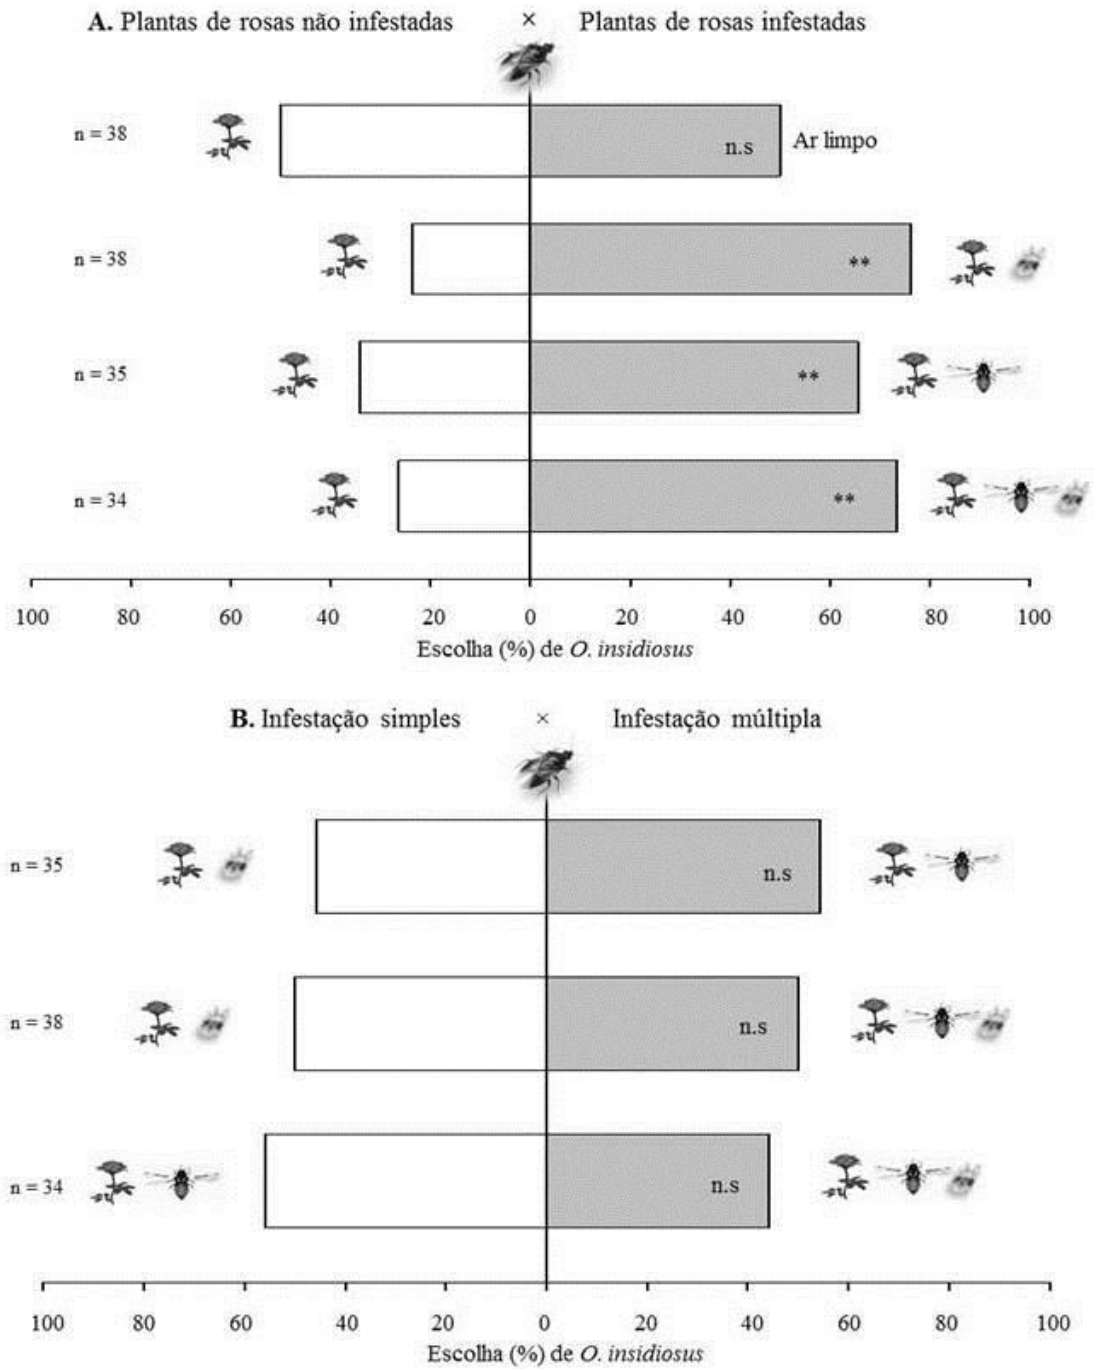 A. Plantas de rosas não infestadas × Plantas de rosas infestadas
n = 38 n.s Ar limpo
n = 38 **
n = 35 **
n = 34 **
100 80 60 40 20 0 20 40 60 80 100
Escolha (%) de O. insidiosus
B. Infestação simples × Infestação múltipla
n = 35 n.s
n = 38 n.s
n = 34 n.s
100 80 60 40 20 0 20 40 60 80 100
Escolha (%) de O. insidiosus